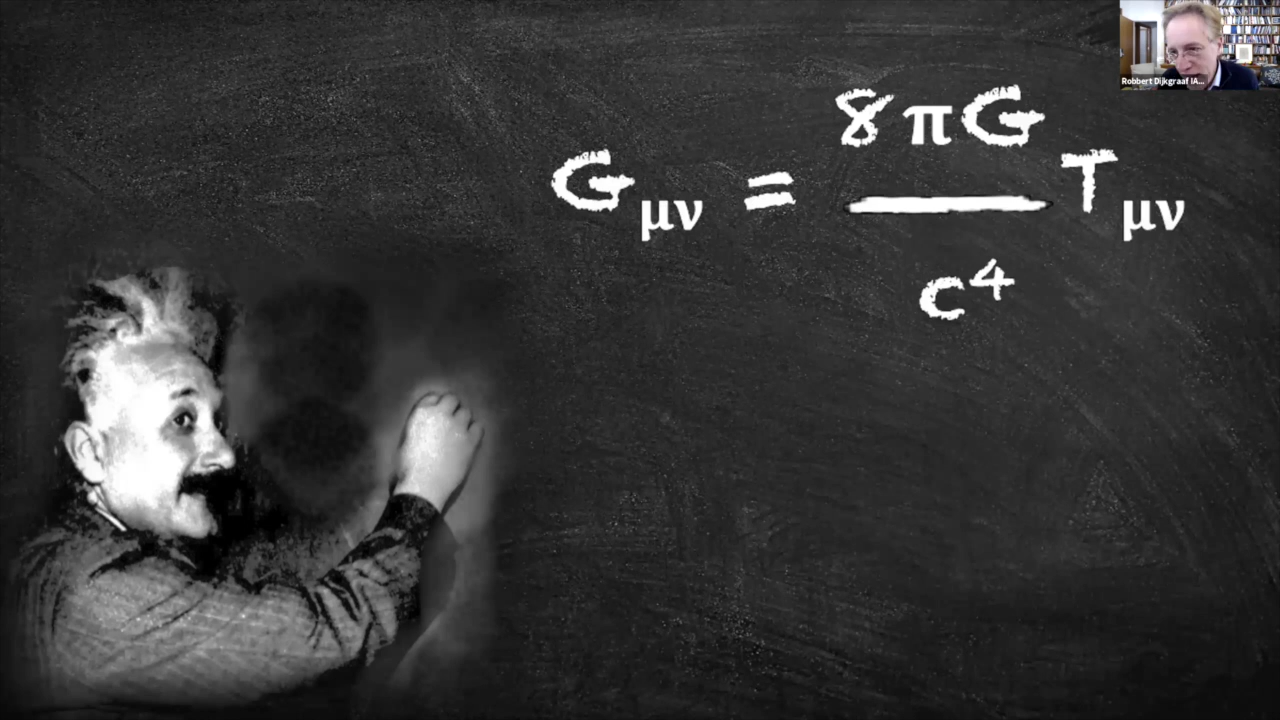 Robbert Dijkgraaf IA...
8πG
Gμν = Tμν
c⁴